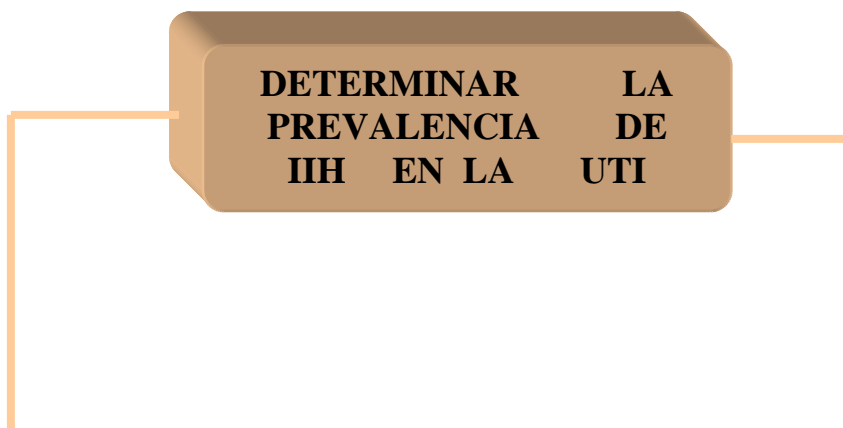 DETERMINAR LA
PREVALENCIA DE
IIH EN LA UTI